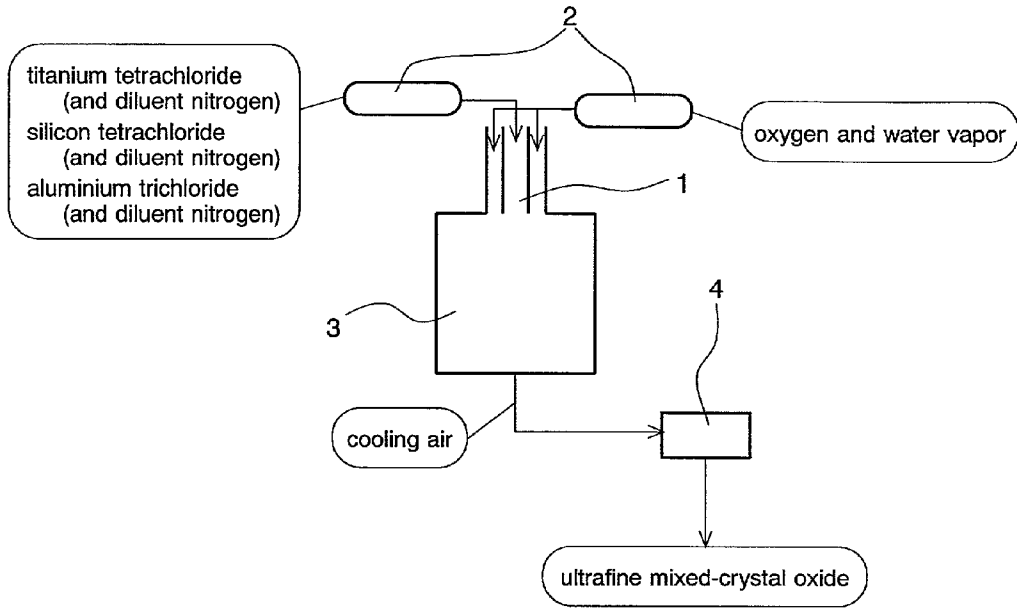 2
titanium tetrachloride
(and diluent nitrogen)
silicon tetrachloride
(and diluent nitrogen)
aluminium trichloride
(and diluent nitrogen)
oxygen and water vapor
1
3
4
cooling air
ultrafine mixed-crystal oxide